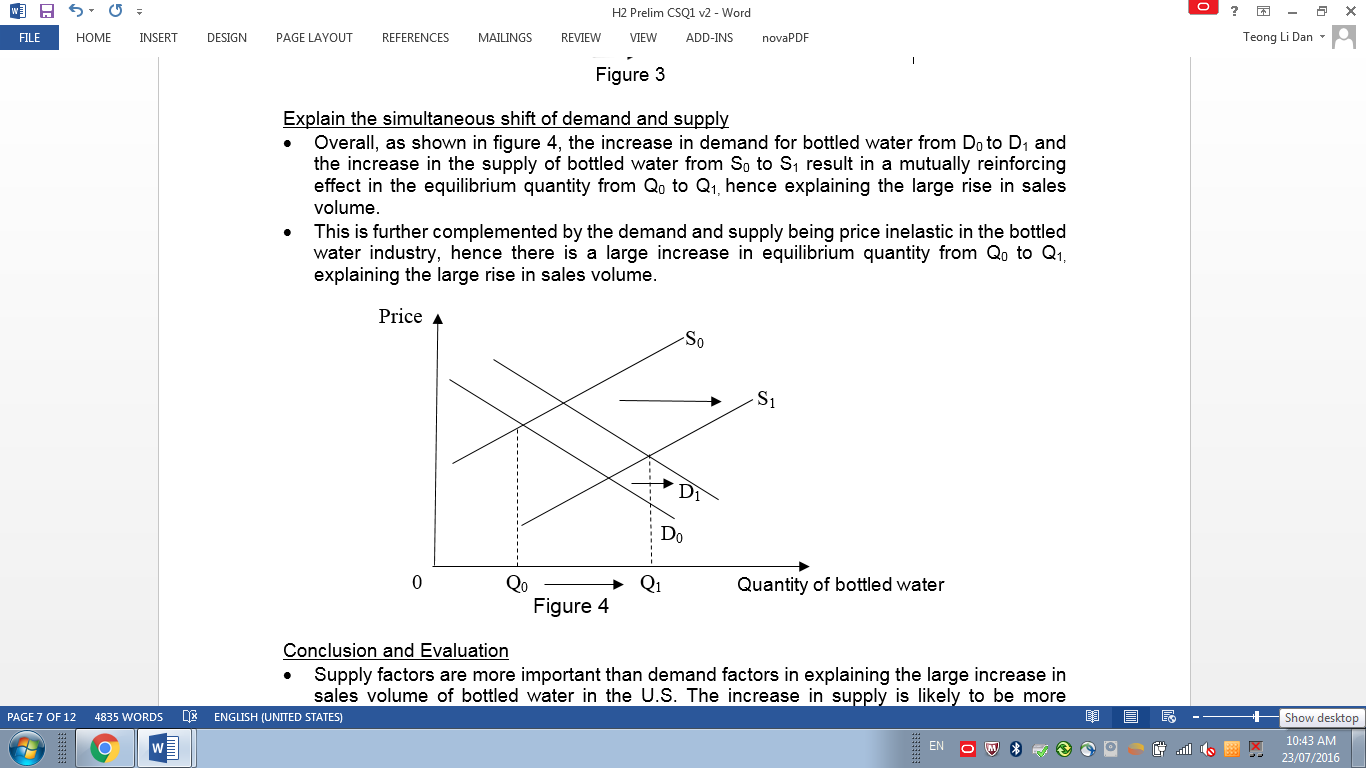 H2 Prelim CSQ1 v2 - Word
FILE HOME INSERT DESIGN PAGE LAYOUT REFERENCES MAILINGS REVIEW VIEW ADD-INS novaPDF Teong Li Dan
Figure 3
Explain the simultaneous shift of demand and supply
• Overall, as shown in figure 4, the increase in demand for bottled water from D₀ to D₁ and
the increase in the supply of bottled water from S₀ to S₁ result in a mutually reinforcing
effect in the equilibrium quantity from Q₀ to Q₁, hence explaining the large rise in sales
volume.
• This is further complemented by the demand and supply being price inelastic in the bottled
water industry, hence there is a large increase in equilibrium quantity from Q₀ to Q₁,
explaining the large rise in sales volume.
Price
S₀
S₁
D₁
D₀
0 Q₀ Q₁ Quantity of bottled water
Figure 4
Conclusion and Evaluation
• Supply factors are more important than demand factors in explaining the large increase in
sales volume of bottled water in the U.S. The increase in supply is likely to be more
PAGE 7 OF 12 4835 WORDS ENGLISH (UNITED STATES)
Show desktop
EN
10:43 AM
23/07/2016